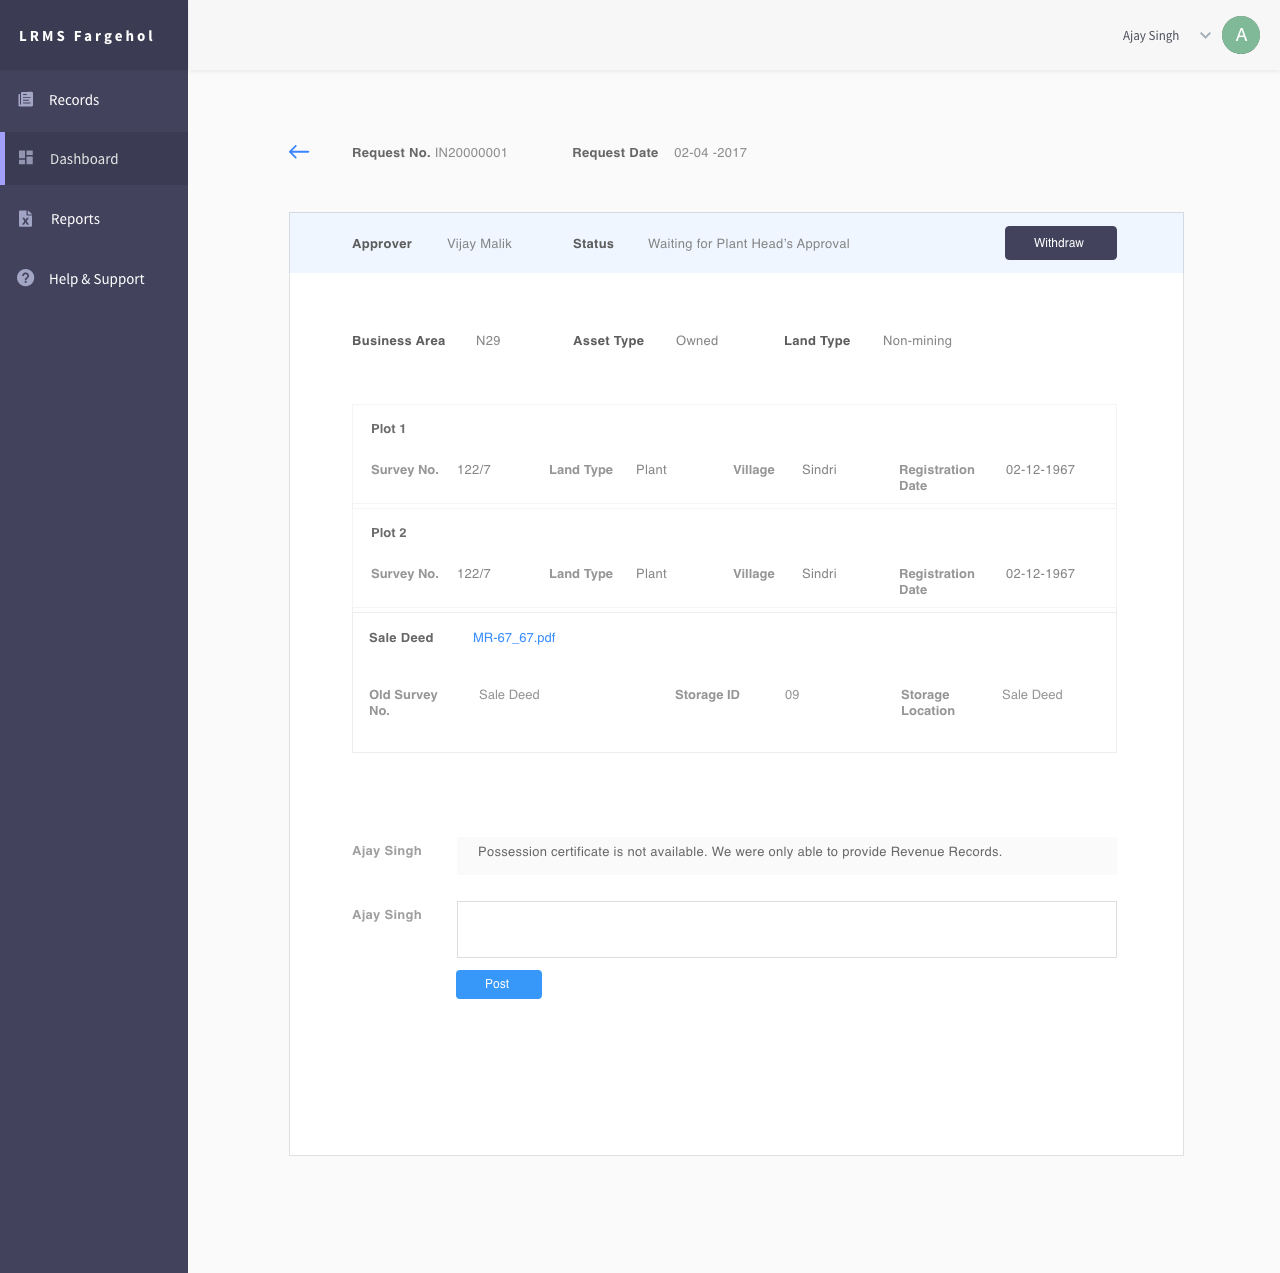 LRMS Fargehol
Ajay Singh
A
Records
Dashboard
Reports
Help & Support
Request No. IN20000001 Request Date 02-04 -2017
Approver Vijay Malik Status Waiting for Plant Head's Approval Withdraw
Business Area N29 Asset Type Owned Land Type Non-mining
Plot 1
Survey No. 122/7 Land Type Plant Village Sindri Registration Date 02-12-1967
Plot 2
Survey No. 122/7 Land Type Plant Village Sindri Registration Date 02-12-1967
Sale Deed MR-67_67.pdf
Old Survey No. Sale Deed Storage ID 09 Storage Location Sale Deed
Ajay Singh Possession certificate is not available. We were only able to provide Revenue Records.
Ajay Singh
Post